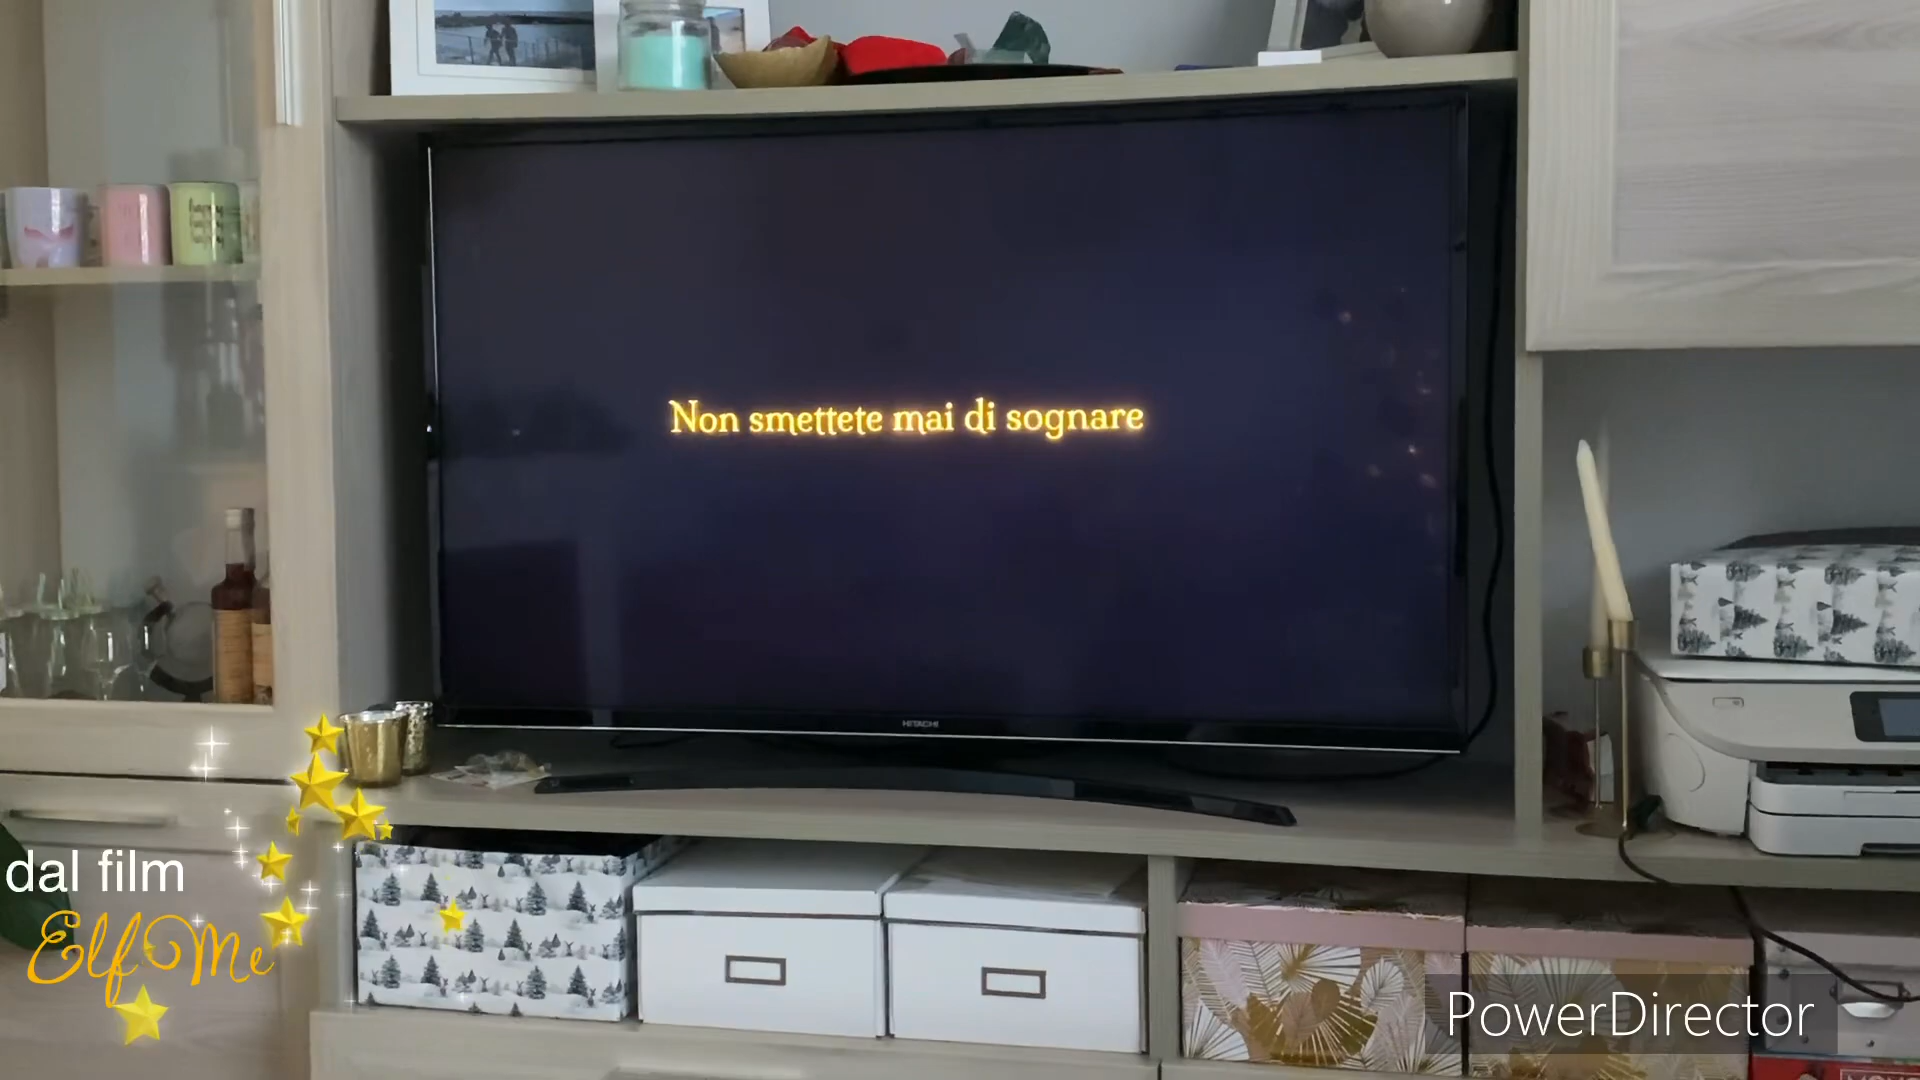 Non smettete mai di sognare
HITACHI
dal film
Elf Me
PowerDirector